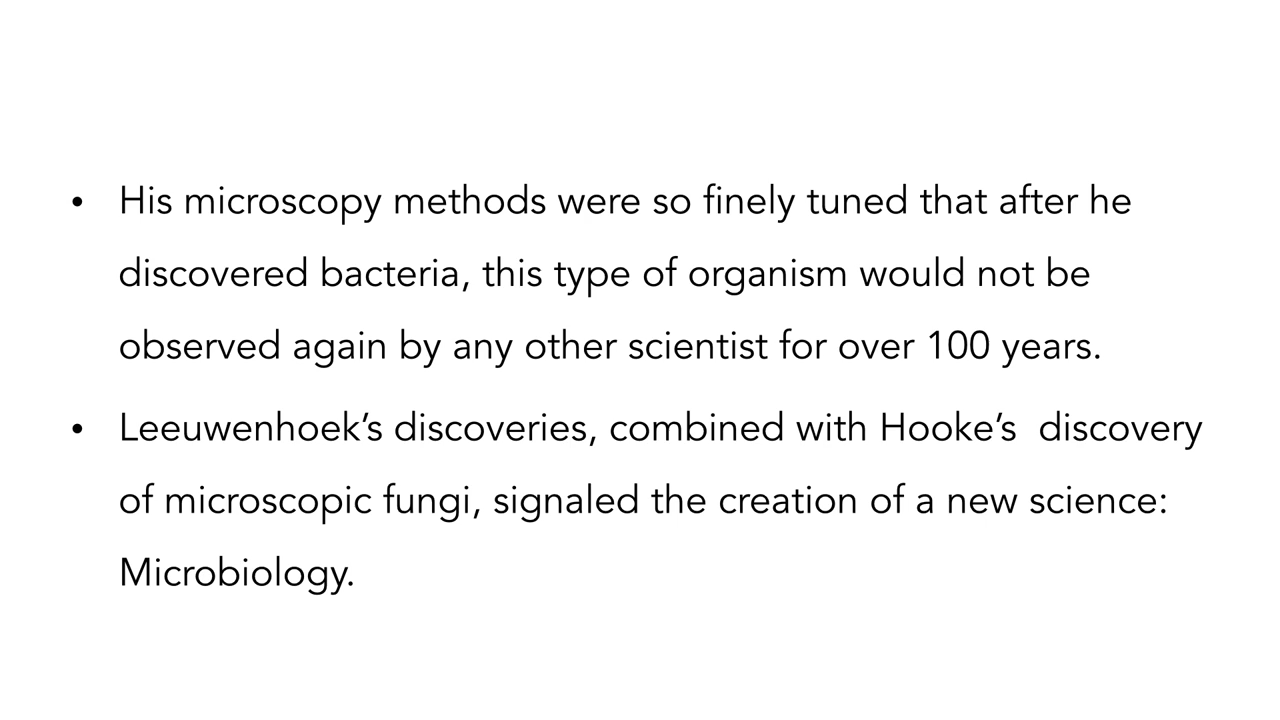 • His microscopy methods were so finely tuned that after he
discovered bacteria, this type of organism would not be
observed again by any other scientist for over 100 years.
• Leeuwenhoek’s discoveries, combined with Hooke’s  discovery
of microscopic fungi, signaled the creation of a new science:
Microbiology.